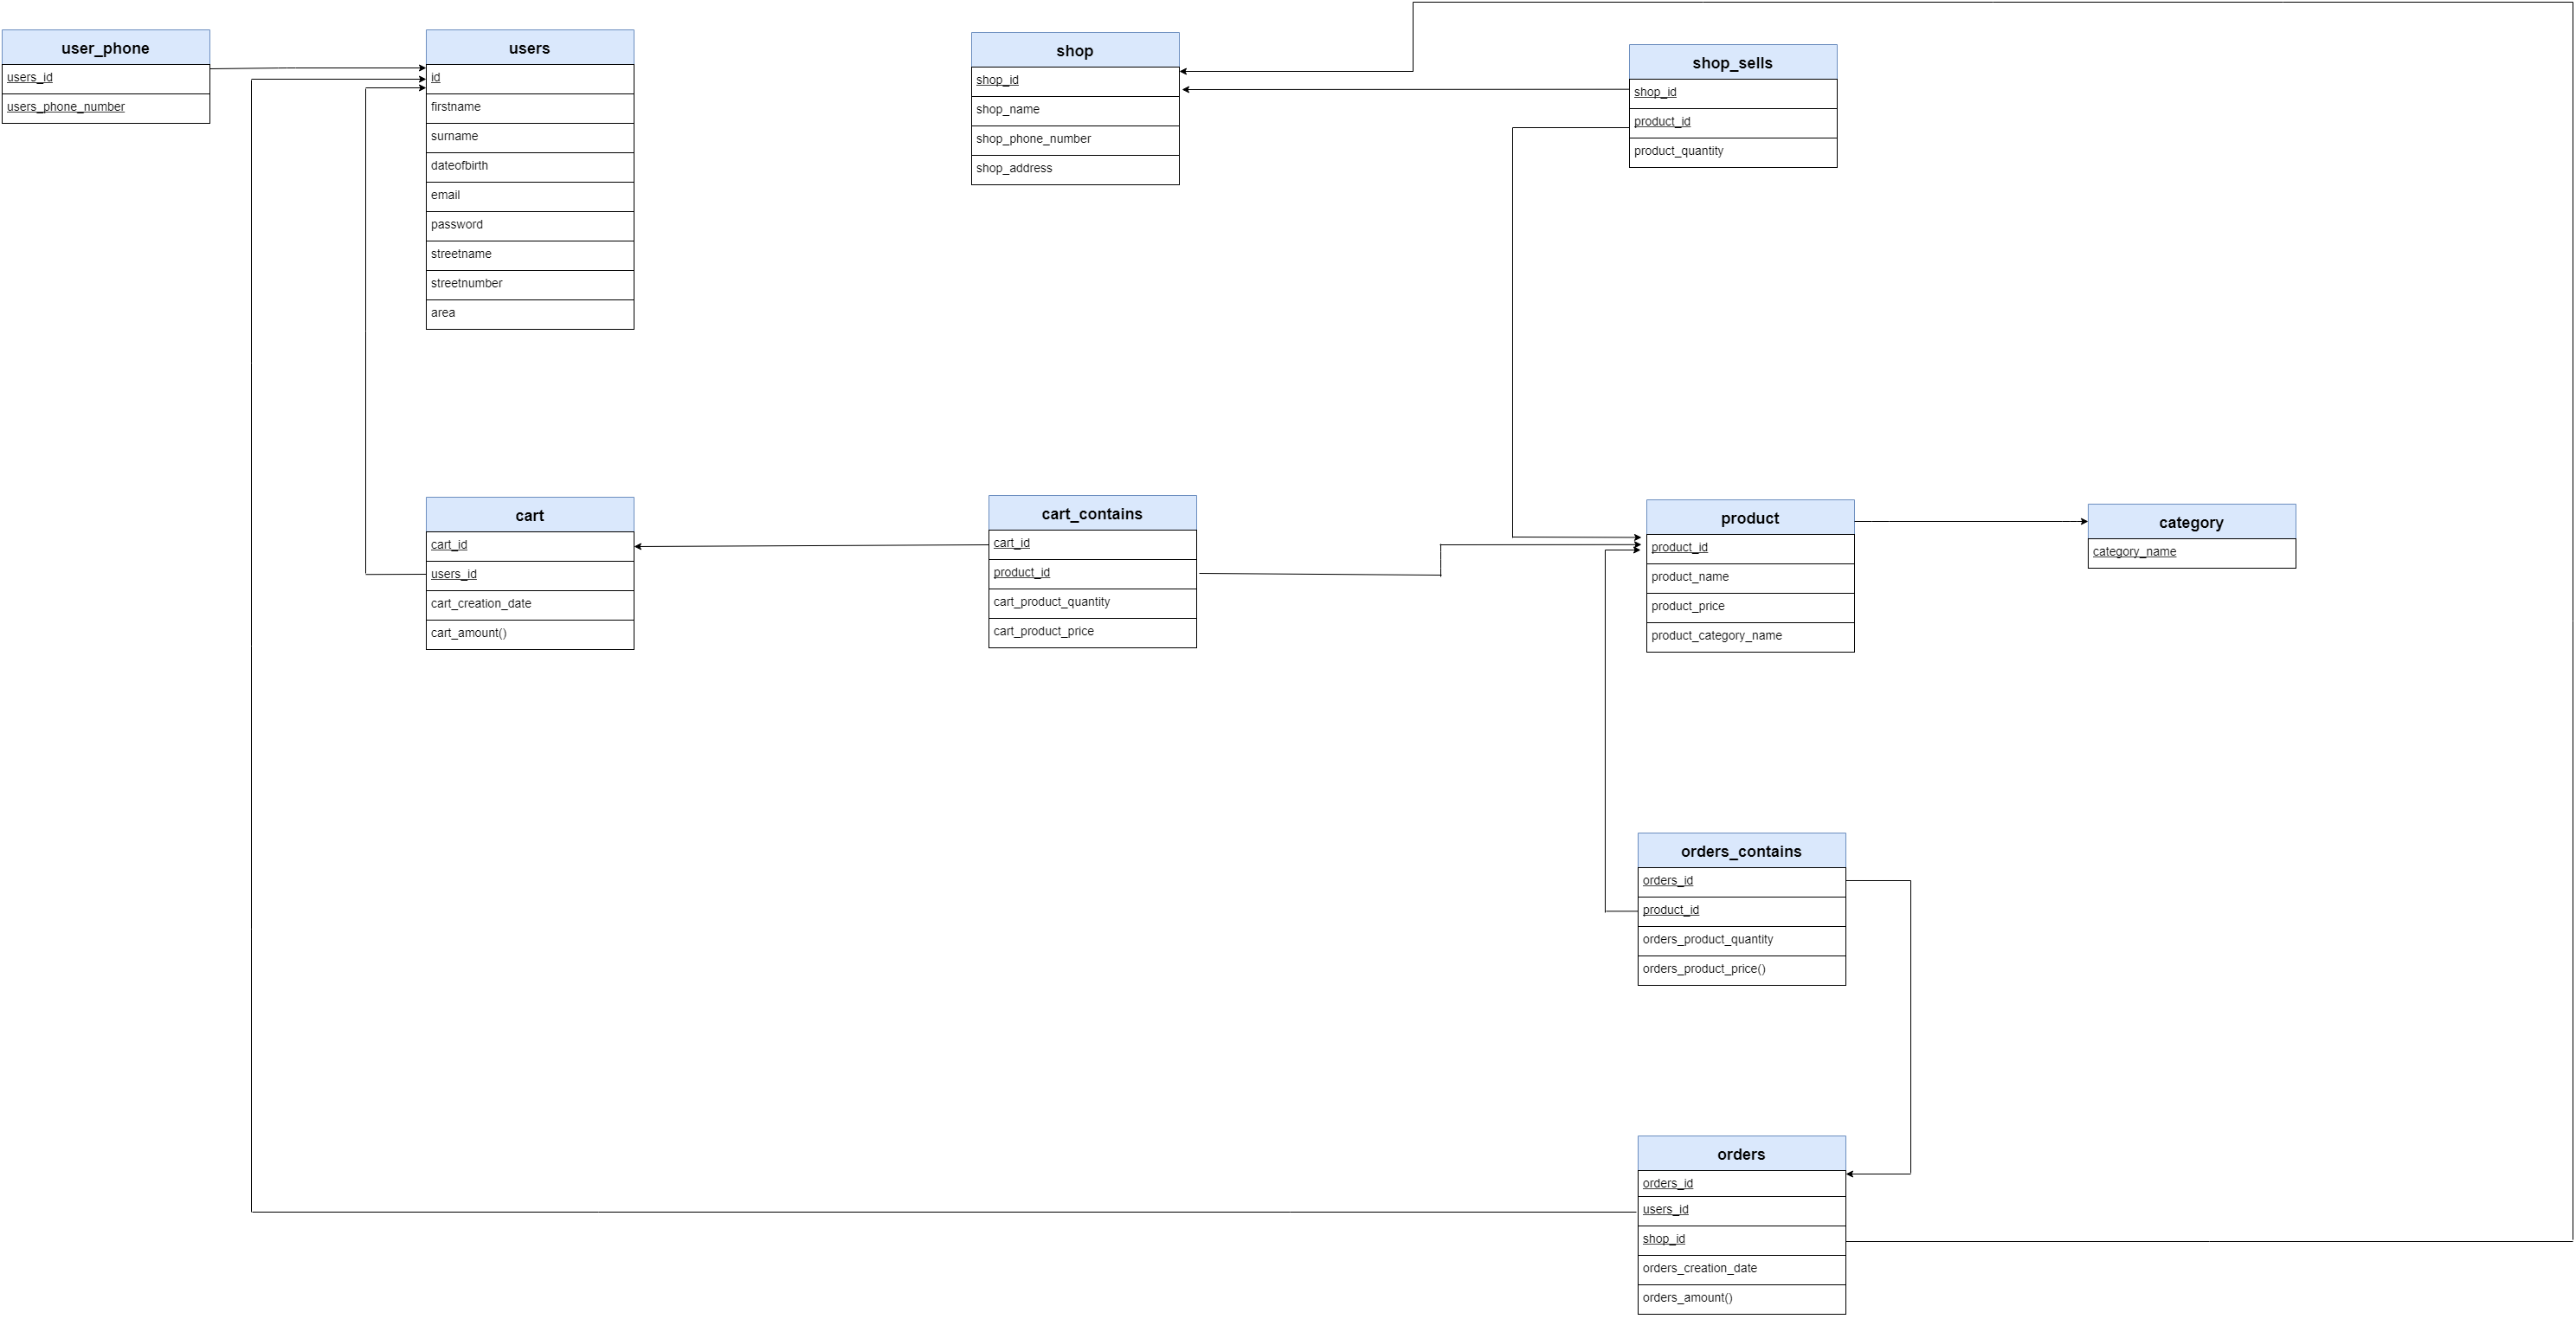 user_phone
users_id
users_phone_number
users
id
firstname
surname
dateofbirth
email
password
streetname
streetnumber
area
shop
shop_id
shop_name
shop_phone_number
shop_address
shop_sells
shop_id
product_id
product_quantity
cart
cart_id
users_id
cart_creation_date
cart_amount()
cart_contains
cart_id
product_id
cart_product_quantity
cart_product_price
product
product_id
product_name
product_price
product_category_name
category
category_name
orders_contains
orders_id
product_id
orders_product_quantity
orders_product_price()
orders
orders_id
users_id
shop_id
orders_creation_date
orders_amount()